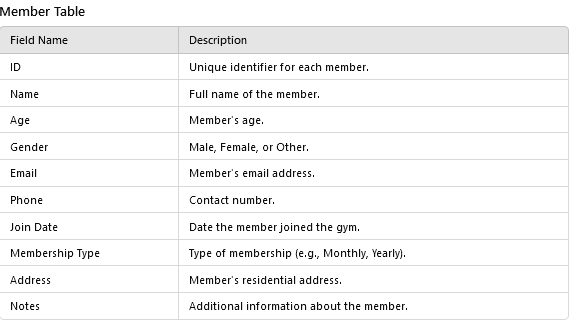 Member Table
Field Name Description
ID Unique identifier for each member.
Name Full name of the member.
Age Member's age.
Gender Male, Female, or Other.
Email Member's email address.
Phone Contact number.
Join Date Date the member joined the gym.
Membership Type Type of membership (e.g., Monthly, Yearly).
Address Member's residential address.
Notes Additional information about the member.